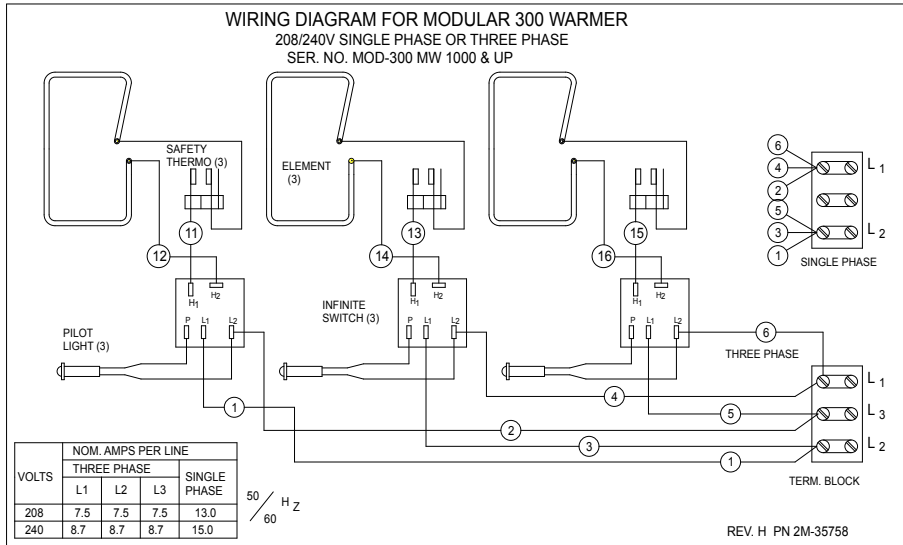 WIRING DIAGRAM FOR MODULAR 300 WARMER
208/240V SINGLE PHASE OR THREE PHASE
SER. NO. MOD-300 MW 1000 & UP
SAFETY
THERMO (3)
ELEMENT
(3)
11
12
13
14
15
16
6
4
2
5
3
1
L1
L2
SINGLE PHASE
H1
H2
P
L1
L2
H1
H2
P
L1
L2
H1
H2
P
L1
L2
INFINITE
SWITCH (3)
PILOT
LIGHT (3)
6
THREE PHASE
L1
L3
L2
TERM. BLOCK
4
1
5
2
3
1
VOLTS
NOM. AMPS PER LINE
THREE PHASE
SINGLE
PHASE
L1 L2 L3
208 7.5 7.5 7.5 13.0
240 8.7 8.7 8.7 15.0
50/60 HZ
REV. H PN 2M-35758